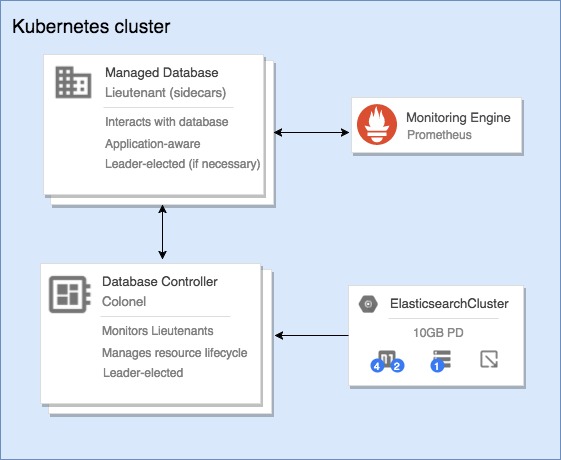 Kubernetes cluster
Managed Database
Lieutenant (sidecars)
Interacts with database
Application-aware
Leader-elected (if necessary)
Monitoring Engine
Prometheus
Database Controller
Colonel
Monitors Lieutenants
Manages resource lifecycle
Leader-elected
ElasticsearchCluster
10GB PD
4 2 1